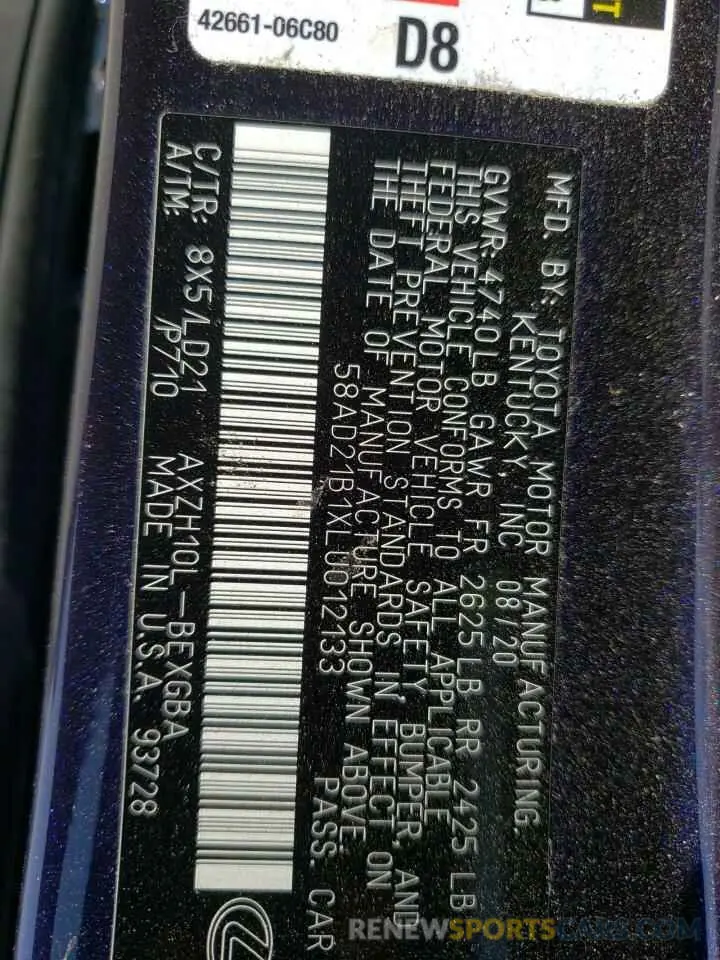 42661-06C80
D8
T
MFD. BY: TOYOTA MOTOR MANUFACTURING,
KENTUCKY, INC 08/20
GVWR:4740LB GAWR FR 2625LB RR 2425 LB
THIS VEHICLE CONFORMS TO ALL APPLICABLE
FEDERAL MOTOR VEHICLE SAFETY, BUMPER, AND
THEFT PREVENTION STANDARDS IN EFFECT ON
THE DATE OF MANUFACTURE SHOWN ABOVE.
58AD21B1XLU012133 PASS. CAR
C/TR: 8X5/LD21 AXZH10L-BEXGBA
A/TM: /P710 MADE IN U.S.A. 93728
RENEWSPORTSCARS.COM